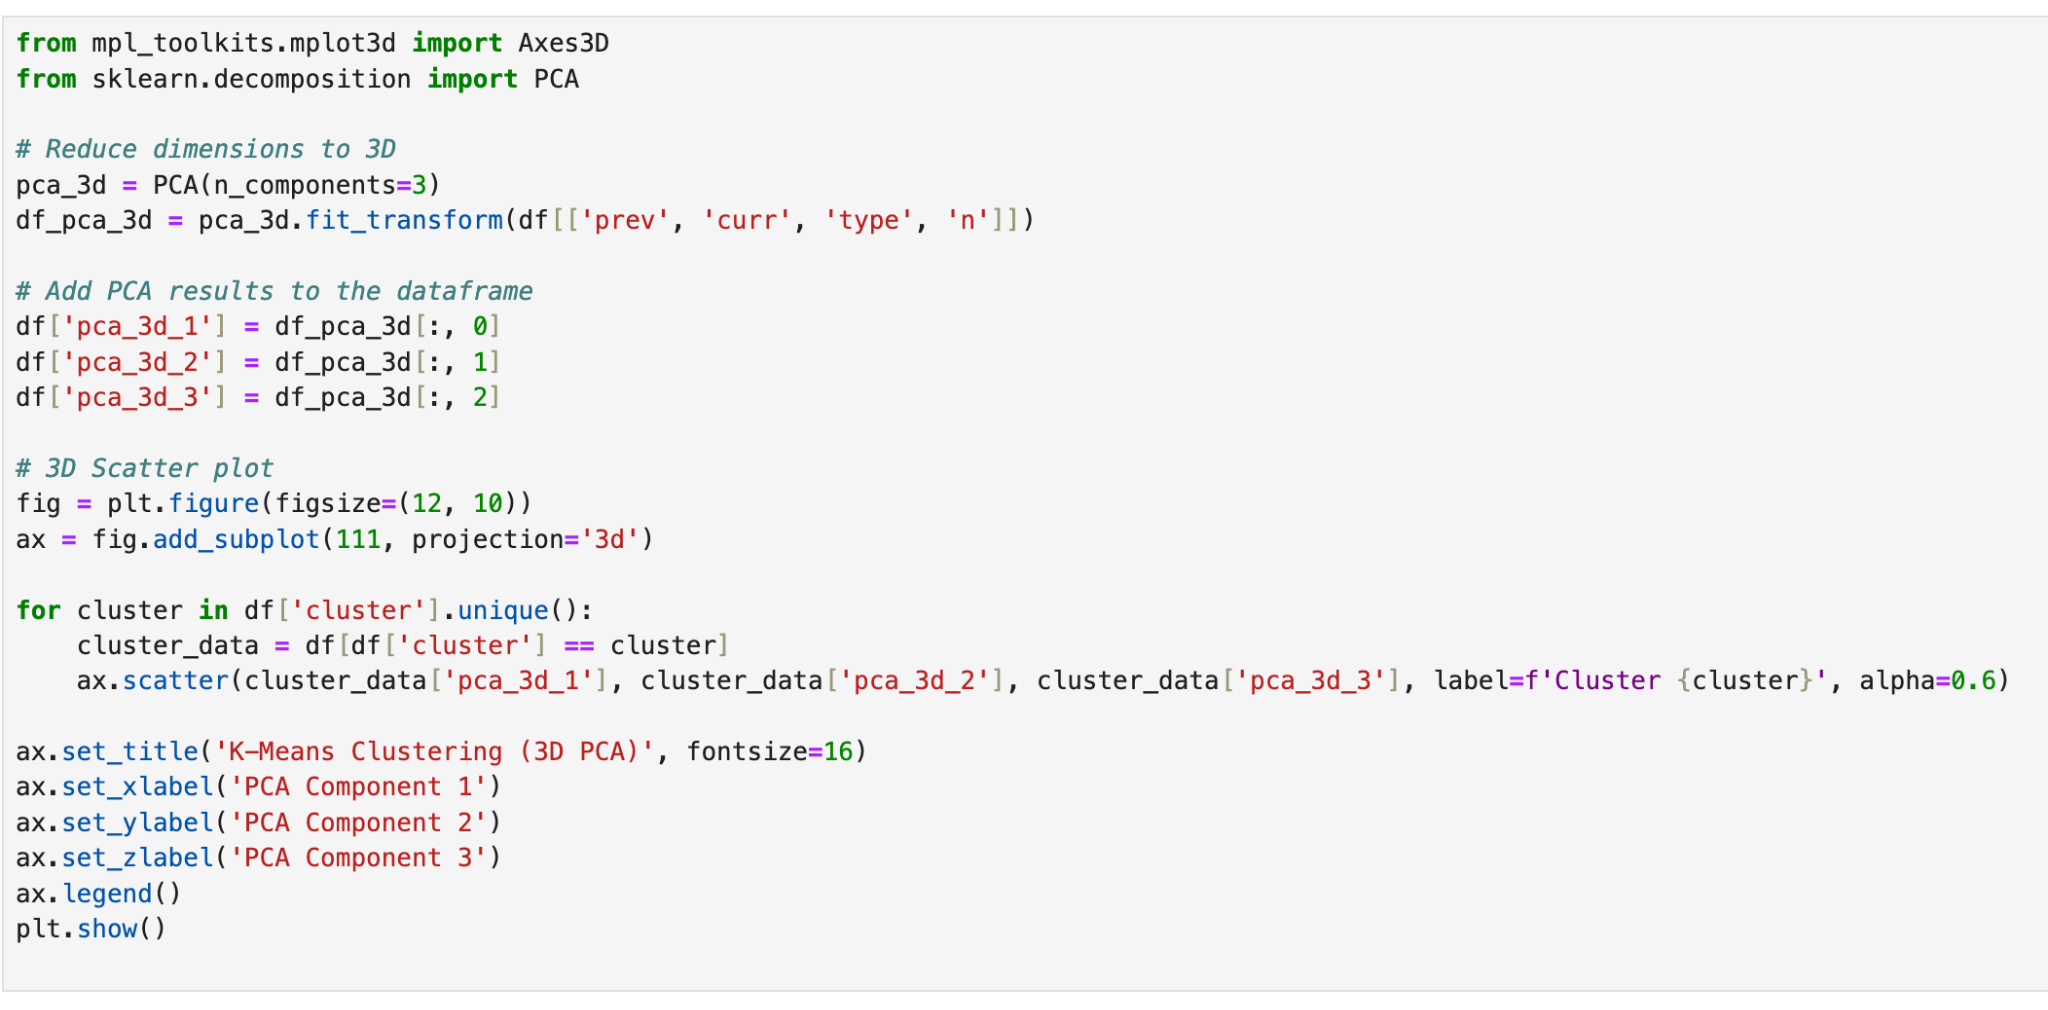 from mpl_toolkits.mplot3d import Axes3D
from sklearn.decomposition import PCA
# Reduce dimensions to 3D
pca_3d = PCA(n_components=3)
df_pca_3d = pca_3d.fit_transform(df[['prev', 'curr', 'type', 'n']])
# Add PCA results to the dataframe
df['pca_3d_1'] = df_pca_3d[:, 0]
df['pca_3d_2'] = df_pca_3d[:, 1]
df['pca_3d_3'] = df_pca_3d[:, 2]
# 3D Scatter plot
fig = plt.figure(figsize=(12, 10))
ax = fig.add_subplot(111, projection='3d')
for cluster in df['cluster'].unique():
    cluster_data = df[df['cluster'] == cluster]
    ax.scatter(cluster_data['pca_3d_1'], cluster_data['pca_3d_2'], cluster_data['pca_3d_3'], label=f'Cluster {cluster}', alpha=0.6)
ax.set_title('K-Means Clustering (3D PCA)', fontsize=16)
ax.set_xlabel('PCA Component 1')
ax.set_ylabel('PCA Component 2')
ax.set_zlabel('PCA Component 3')
ax.legend()
plt.show()